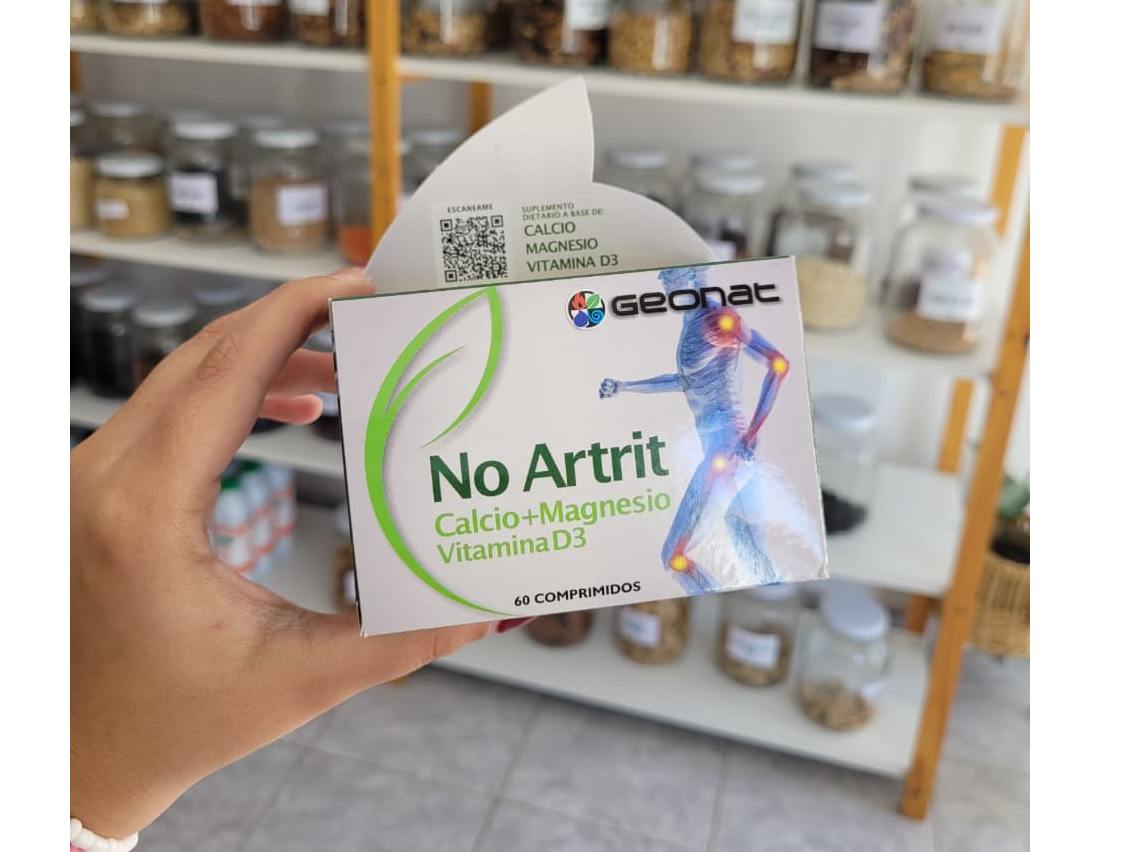 ESCANEAME
SUPLEMENTO
DIETARIO A BASE DE:
CALCIO
MAGNESIO
VITAMINA D3
Geonat
No Artrit
Calcio+Magnesio
Vitamina D3
60 COMPRIMIDOS